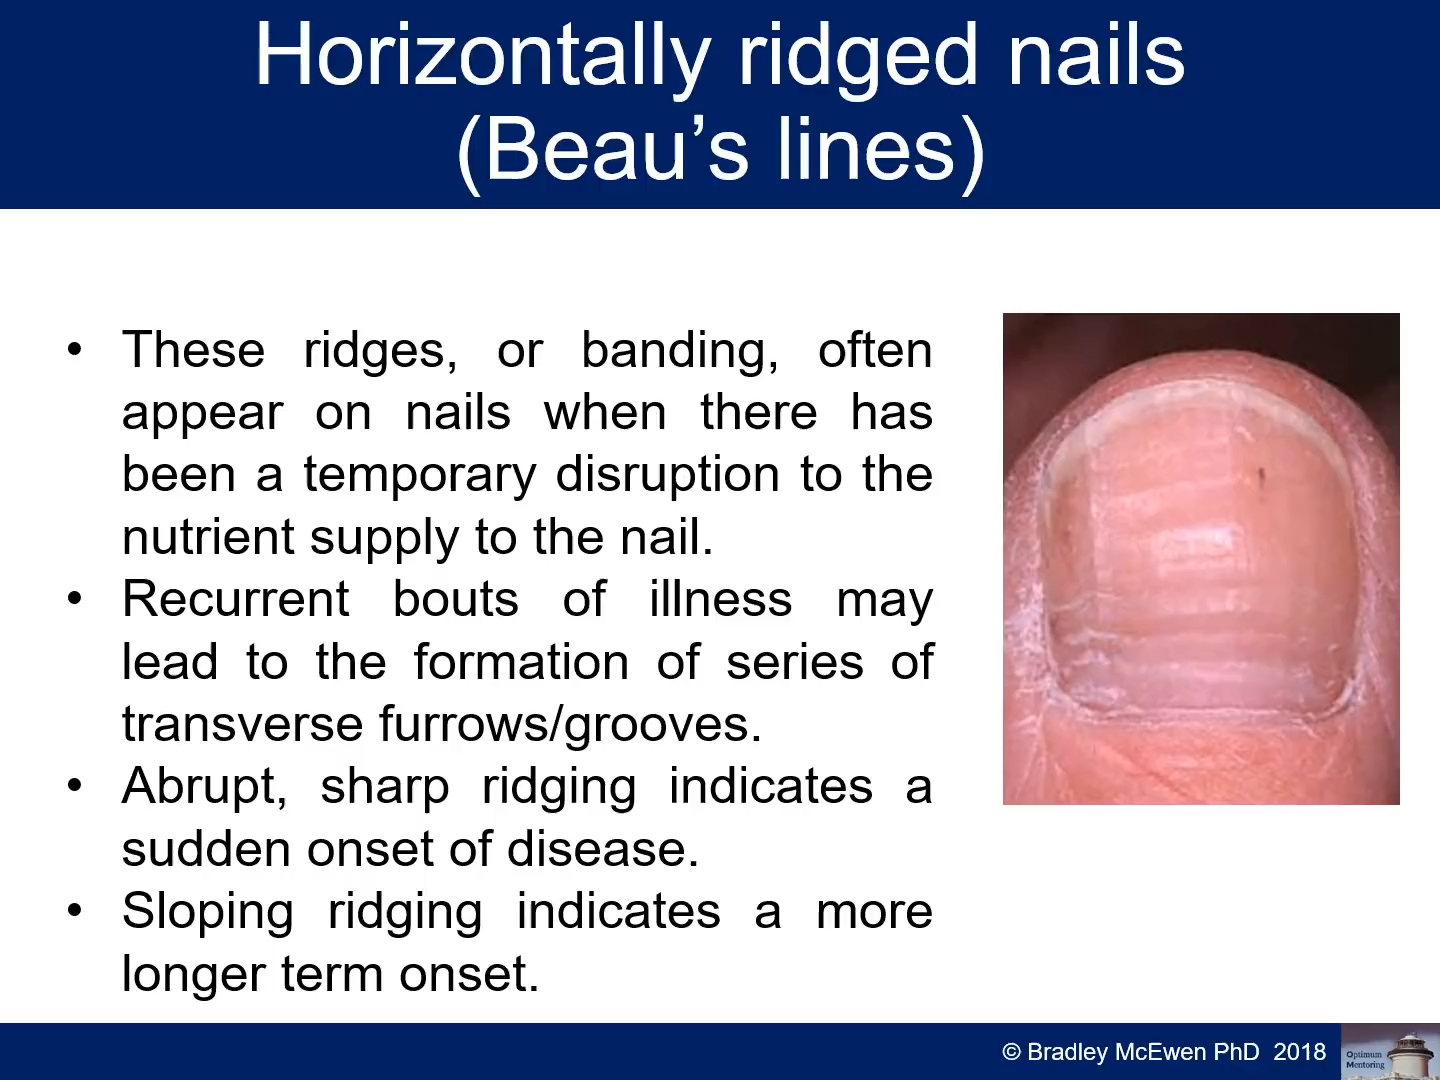 Horizontally ridged nails
(Beau’s lines)
• These ridges, or banding, often
appear on nails when there has
been a temporary disruption to the
nutrient supply to the nail.
• Recurrent bouts of illness may
lead to the formation of series of
transverse furrows/grooves.
• Abrupt, sharp ridging indicates a
sudden onset of disease.
• Sloping ridging indicates a more
longer term onset.
© Bradley McEwen PhD 2018
Optimum
Mentoring